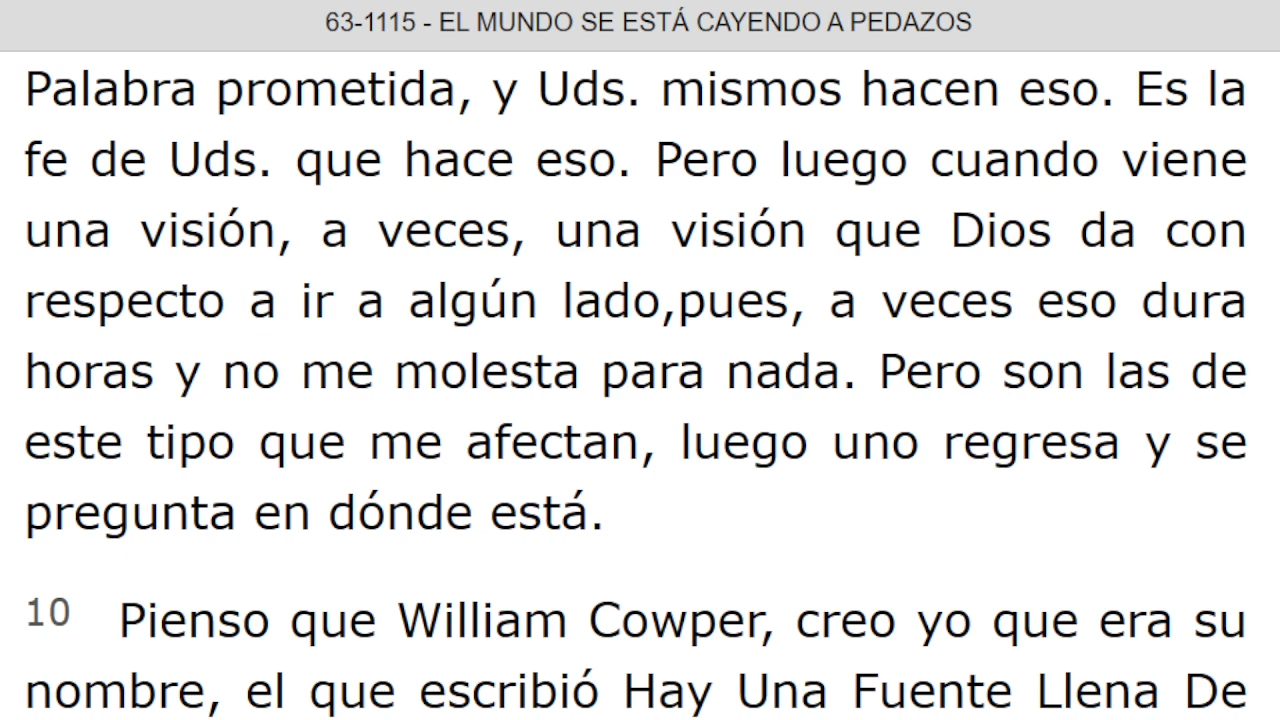 63-1115 - EL MUNDO SE ESTÁ CAYENDO A PEDAZOS
Palabra prometida, y Uds. mismos hacen eso. Es la
fe de Uds. que hace eso. Pero luego cuando viene
una visión, a veces, una visión que Dios da con
respecto a ir a algún lado,pues, a veces eso dura
horas y no me molesta para nada. Pero son las de
este tipo que me afectan, luego uno regresa y se
pregunta en dónde está.
10 Pienso que William Cowper, creo yo que era su
nombre, el que escribió Hay Una Fuente Llena De